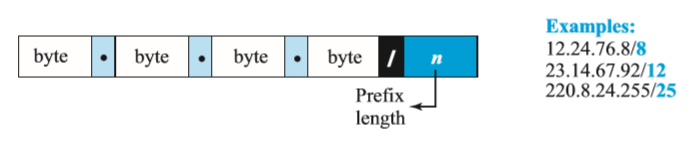 byte • byte • byte • byte / n
Prefix
length
Examples:
12.24.76.8/8
23.14.67.92/12
220.8.24.255/25